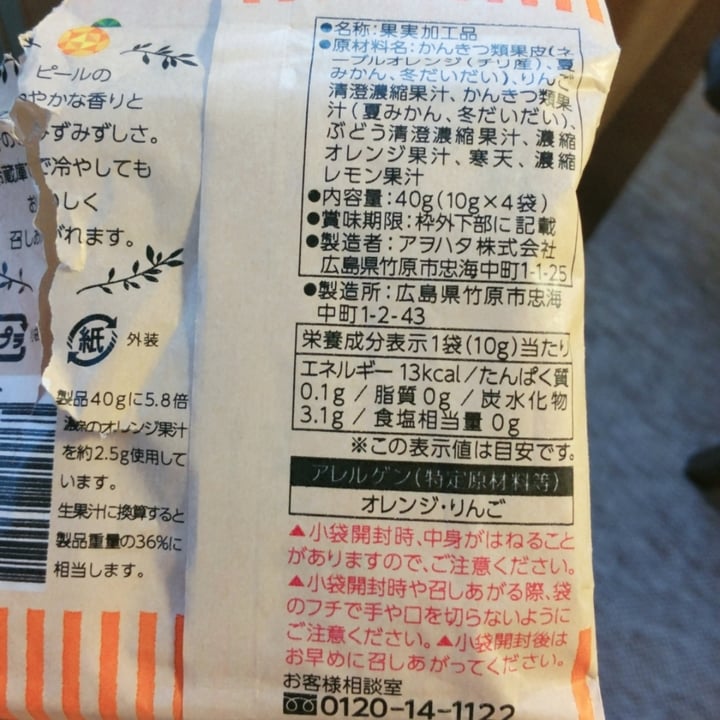 ピールの
やかな香りと
みずみずしさ。
で冷やしても
しく
がれます。
プラ
紙
外装
製品40gに5.8倍
濃縮のオレンジ果汁
を約2.5g使用して
います。
生果汁に換算すると
製品重量の36%に
相当します。
●名称:果実加工品
●原材料名:かんきつ類果皮(ネ
ーブルオレンジ(チリ産)、夏
みかん、冬だいだい)、りんご
清澄濃縮果汁、かんきつ類果
汁(夏みかん、冬だいだい)、
ぶどう清澄濃縮果汁、濃縮
オレンジ果汁、寒天、濃縮
レモン果汁
●内容量:40g(10g×4袋)
●賞味期限:枠外下部に記載
●製造者:アヲハタ株式会社
広島県竹原市忠海中町1-1-25
●製造所:広島県竹原市忠海
中町1-2-43
栄養成分表示1袋(10g)当たり
エネルギー 13kcal/たんぱく質
0.1g/脂質 0g/炭水化物
3.1g/食塩相当量 0g
※この表示値は目安です。
アレルゲン(特定原材料等)
オレンジ・りんご
▲小袋開封時、中身がはねること
がありますので、ご注意ください。
▲小袋開封時や召しあがる際、袋
のフチで手や口を切らないように
ご注意ください。▲小袋開封後は
お早めに召しあがってください。
お客様相談室
0120-14-1122